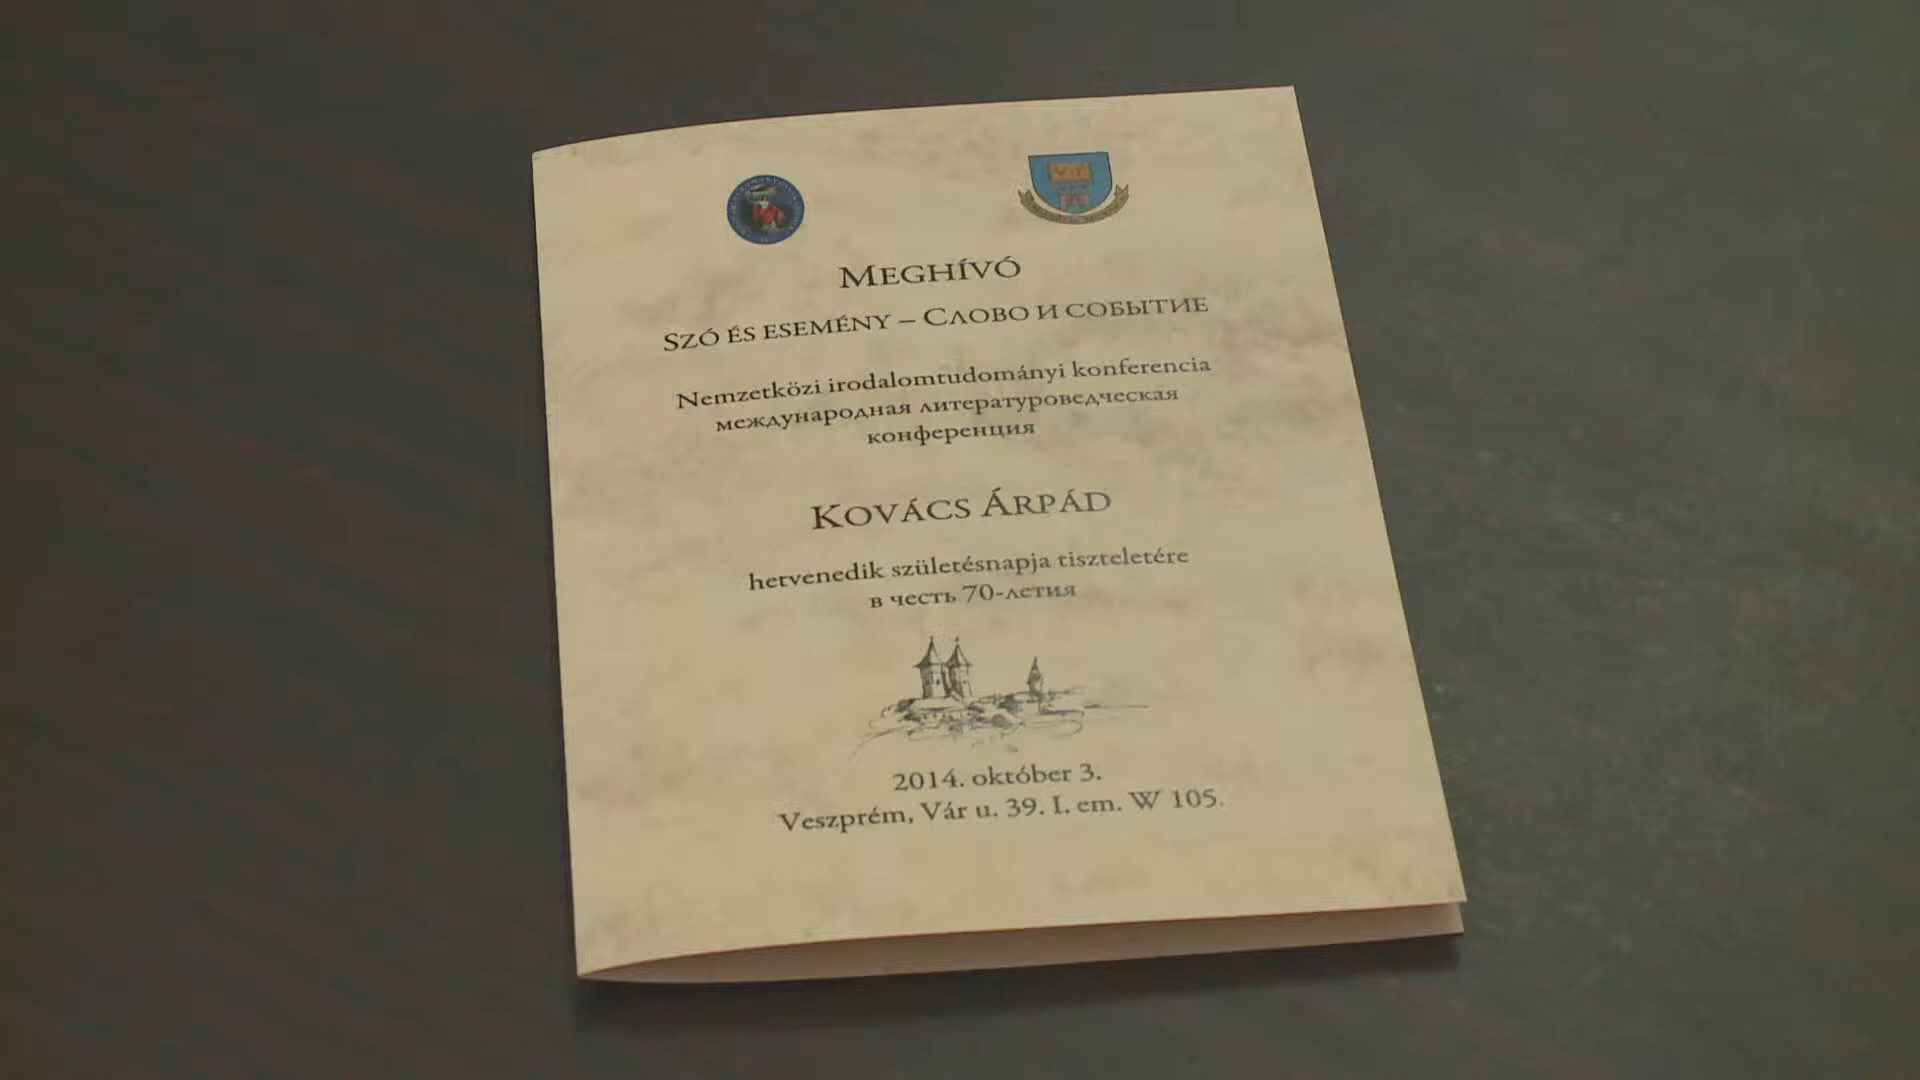 MEGHÍVÓ
SZÓ ÉS ESEMÉNY – СЛОВО И СОБЫТИЕ
Nemzetközi irodalomtudományi konferencia
международная литературоведческая
конференция
KOVÁCS ÁRPÁD
hetvenedik születésnapja tiszteletére
в честь 70-летия
2014. október 3.
Veszprém, Vár u. 39. I. em. W 105.